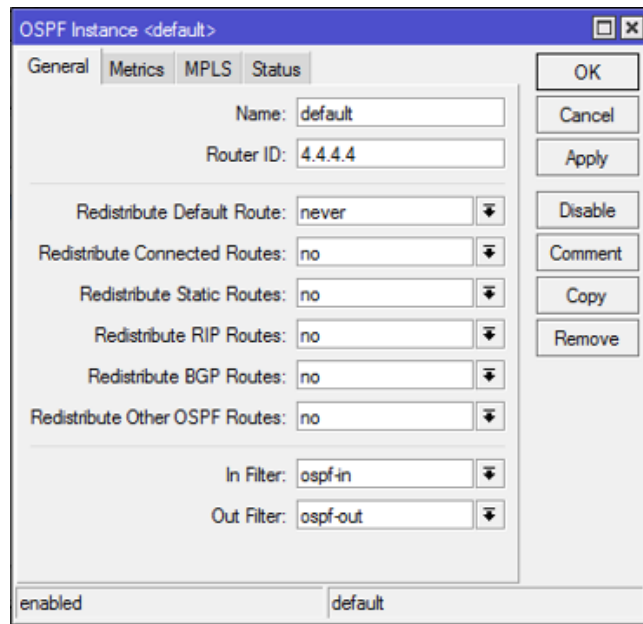 OSPF Instance <default>
General Metrics MPLS Status
Name: default
Router ID: 4.4.4.4
Redistribute Default Route: never
Redistribute Connected Routes: no
Redistribute Static Routes: no
Redistribute RIP Routes: no
Redistribute BGP Routes: no
Redistribute Other OSPF Routes: no
In Filter: ospf-in
Out Filter: ospf-out
OK
Cancel
Apply
Disable
Comment
Copy
Remove
enabled default